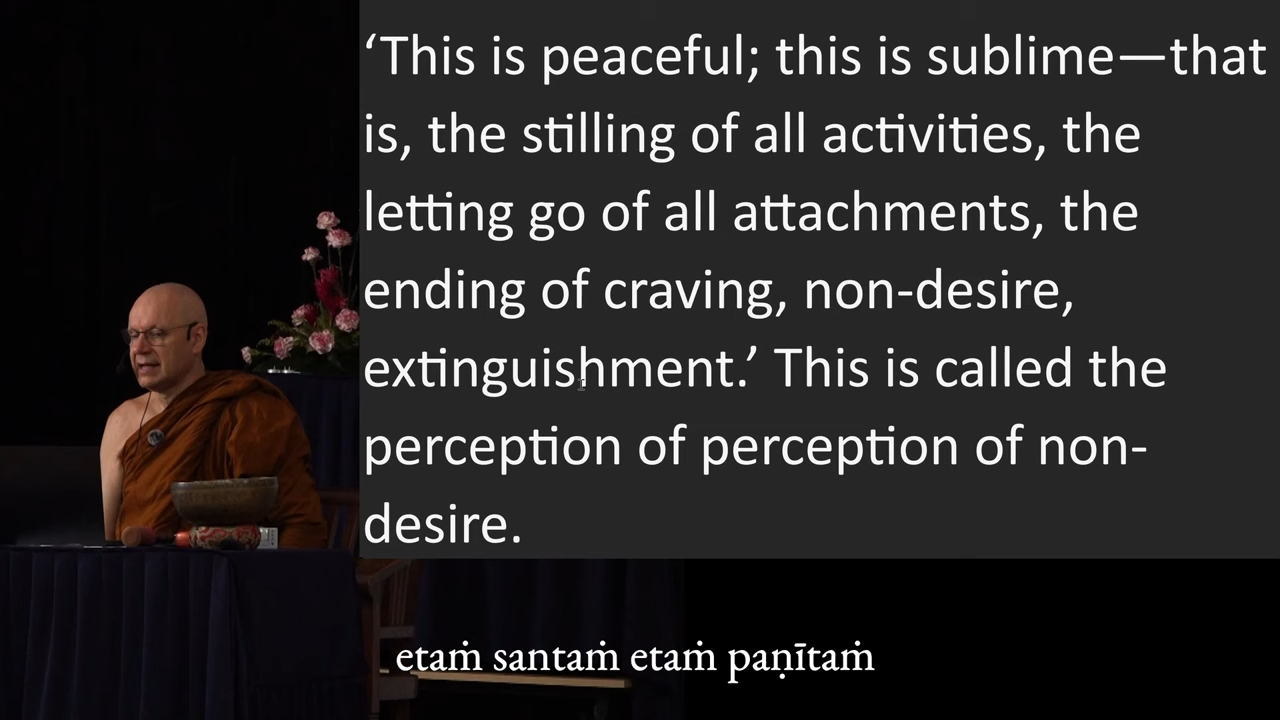 ‘This is peaceful; this is sublime—that
is, the stilling of all activities, the
letting go of all attachments, the
ending of craving, non-desire,
extinguishment.’ This is called the
perception of perception of non-
desire.
etaṁ santaṁ etaṁ paṇītaṁ